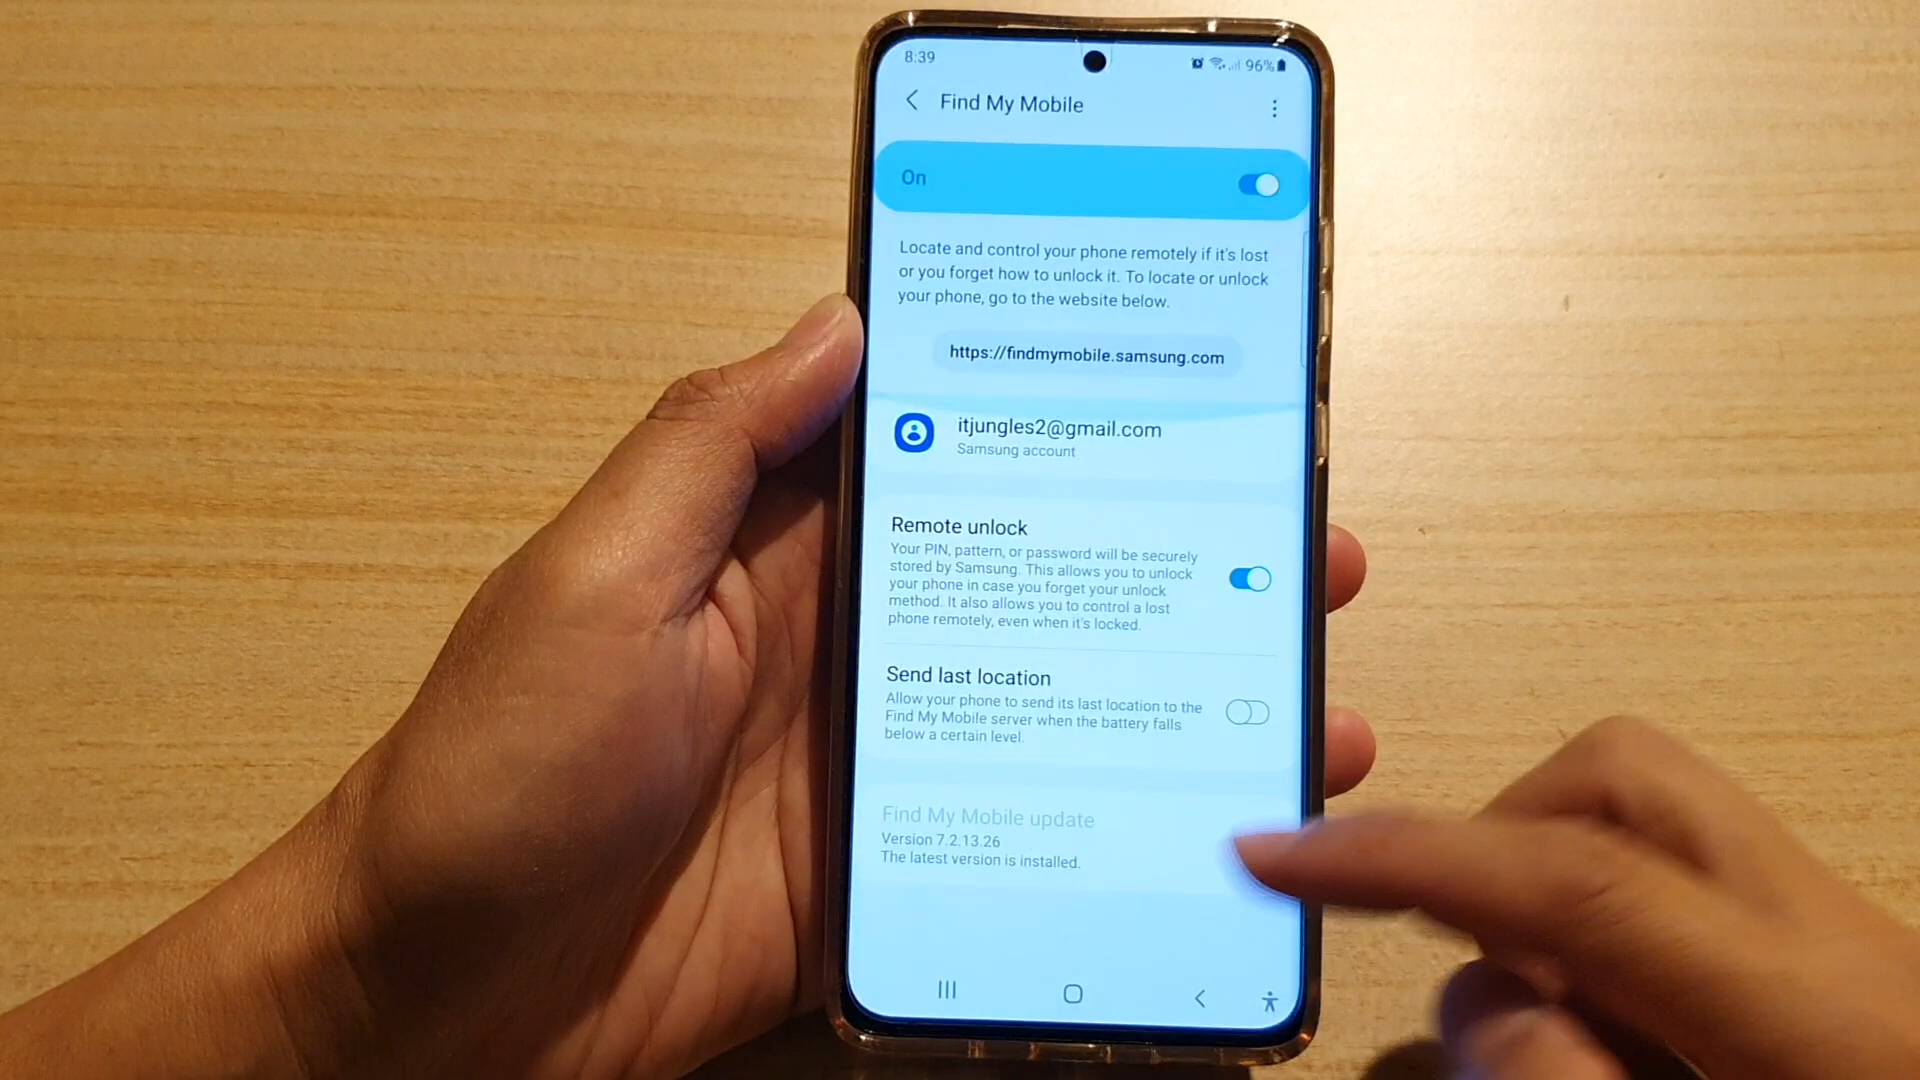 8:39
96%
Find My Mobile
On
Locate and control your phone remotely if it's lost
or you forget how to unlock it. To locate or unlock
your phone, go to the website below.
https://findmymobile.samsung.com
itjungles2@gmail.com
Samsung account
Remote unlock
Your PIN, pattern, or password will be securely
stored by Samsung. This allows you to unlock
your phone in case you forget your unlock
method. It also allows you to control a lost
phone remotely, even when it's locked.
Send last location
Allow your phone to send its last location to the
Find My Mobile server when the battery falls
below a certain level.
Find My Mobile update
Version 7.2.13.26
The latest version is installed.